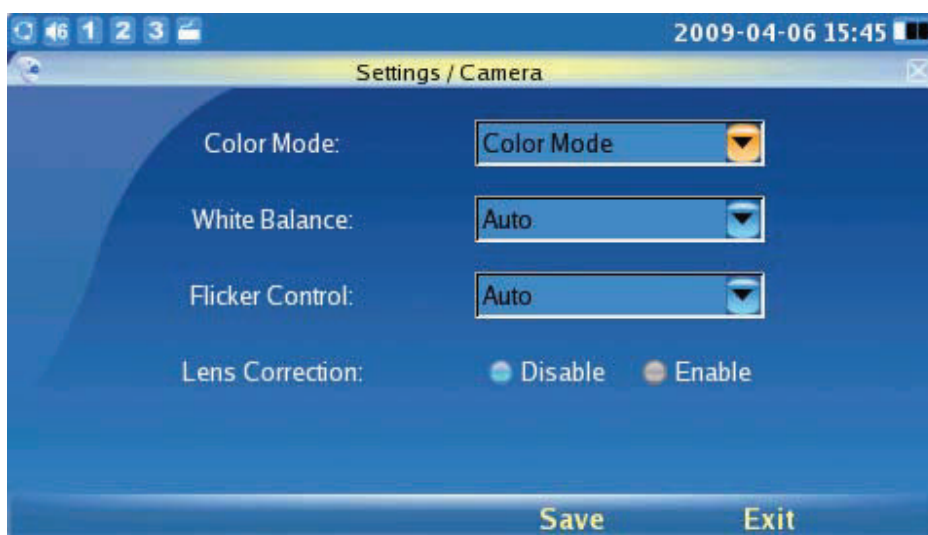 6 1 2 3 2009-04-06 15:45
Settings / Camera
Color Mode: Color Mode
White Balance: Auto
Flicker Control: Auto
Lens Correction: Disable Enable
Save Exit